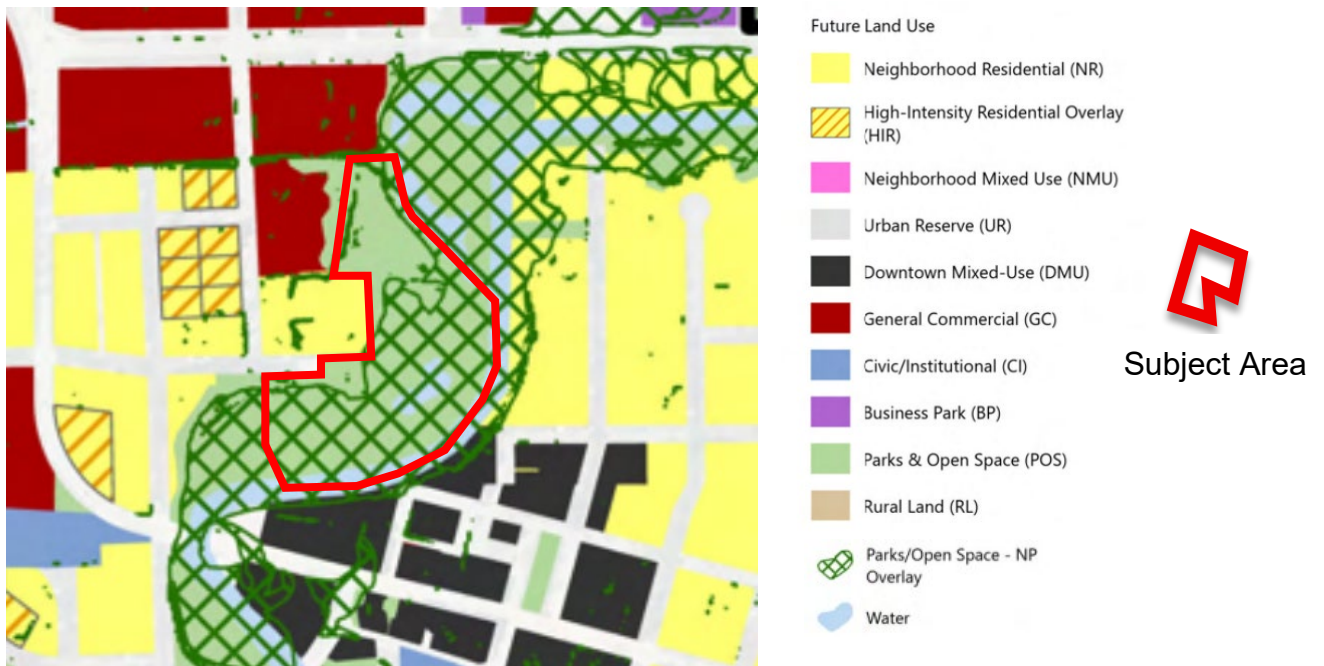 Future Land Use
Neighborhood Residential (NR)
High-Intensity Residential Overlay
(HIR)
Neighborhood Mixed Use (NMU)
Urban Reserve (UR)
Downtown Mixed-Use (DMU)
General Commercial (GC)
Civic/Institutional (CI)
Business Park (BP)
Parks & Open Space (POS)
Rural Land (RL)
Parks/Open Space - NP
Overlay
Water
Subject Area